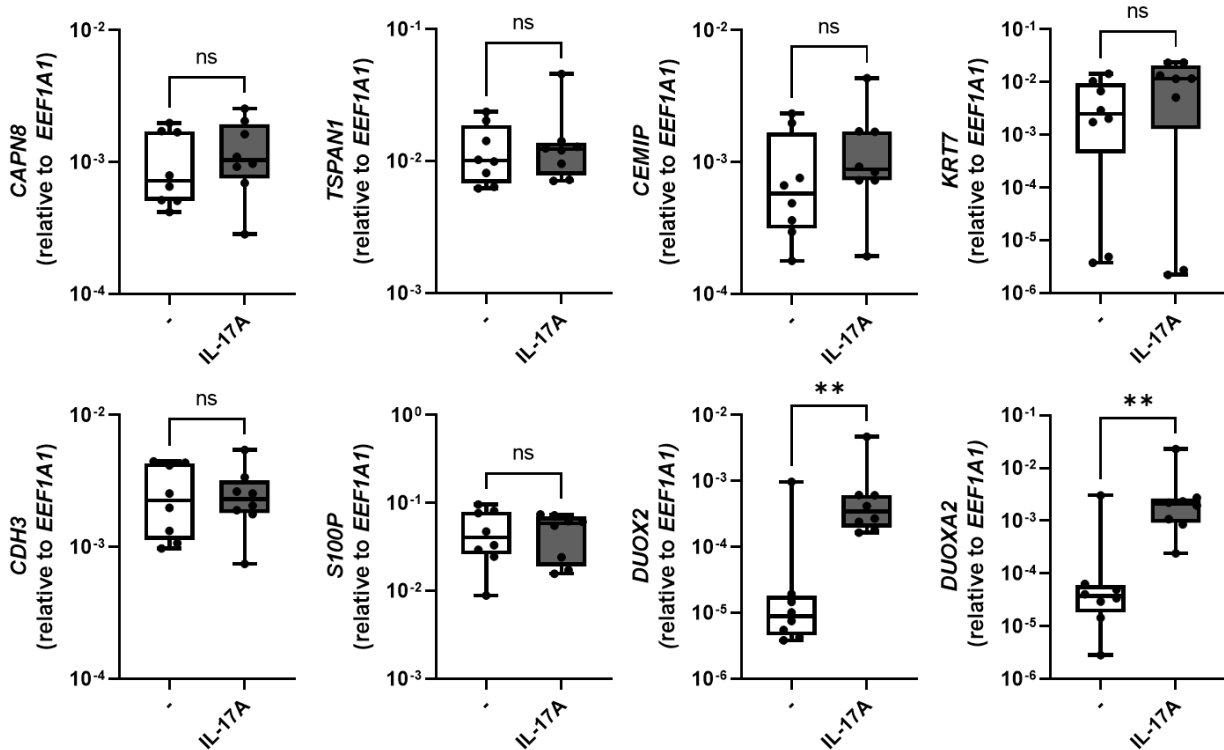 CAPN8
(relative to EEF1A1)
10⁻²
10⁻³
10⁻⁴
ns
-
IL-17A
TSPAN1
(relative to EEF1A1)
10⁻¹
10⁻²
10⁻³
ns
-
IL-17A
CEMIP
(relative to EEF1A1)
10⁻²
10⁻³
10⁻⁴
ns
-
IL-17A
KRT7
(relative to EEF1A1)
10⁻¹
10⁻²
10⁻³
10⁻⁴
10⁻⁵
10⁻⁶
ns
-
IL-17A
CDH3
(relative to EEF1A1)
10⁻²
10⁻³
10⁻⁴
ns
-
IL-17A
S100P
(relative to EEF1A1)
10⁰
10⁻¹
10⁻²
10⁻³
ns
-
IL-17A
DUOX2
(relative to EEF1A1)
10⁻²
10⁻³
10⁻⁴
10⁻⁵
10⁻⁶
**
-
IL-17A
DUOXA2
(relative to EEF1A1)
10⁻¹
10⁻²
10⁻³
10⁻⁴
10⁻⁵
10⁻⁶
**
-
IL-17A